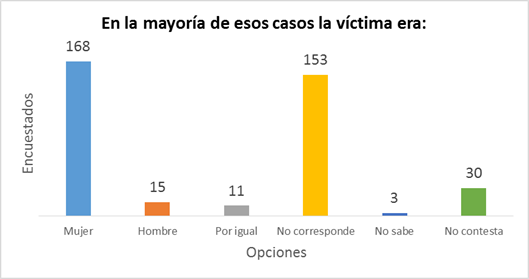 En la mayoría de esos casos la víctima era:
168
15
11
153
3
30
Encuestados
Mujer
Hombre
Por igual
No corresponde
No sabe
No contesta
Opciones